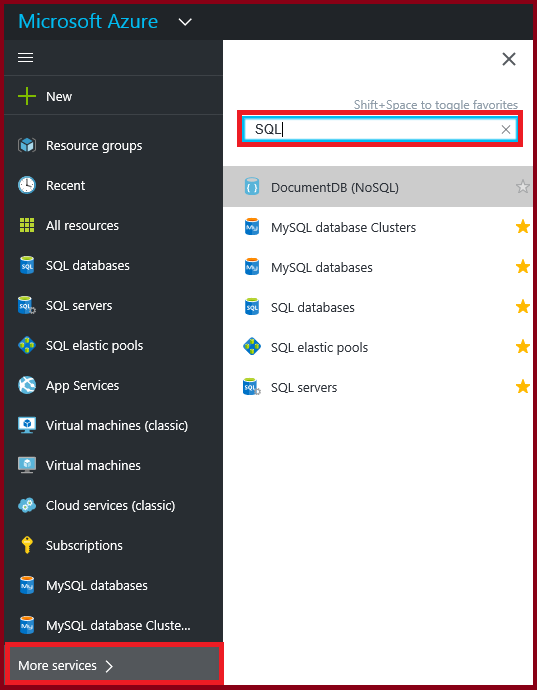 Microsoft Azure
New
Resource groups
Recent
All resources
SQL databases
SQL servers
SQL elastic pools
App Services
Virtual machines (classic)
Virtual machines
Cloud services (classic)
Subscriptions
MySQL databases
MySQL database Cluste...
More services
Shift+Space to toggle favorites
SQL
DocumentDB (NoSQL)
MySQL database Clusters
MySQL databases
SQL databases
SQL elastic pools
SQL servers